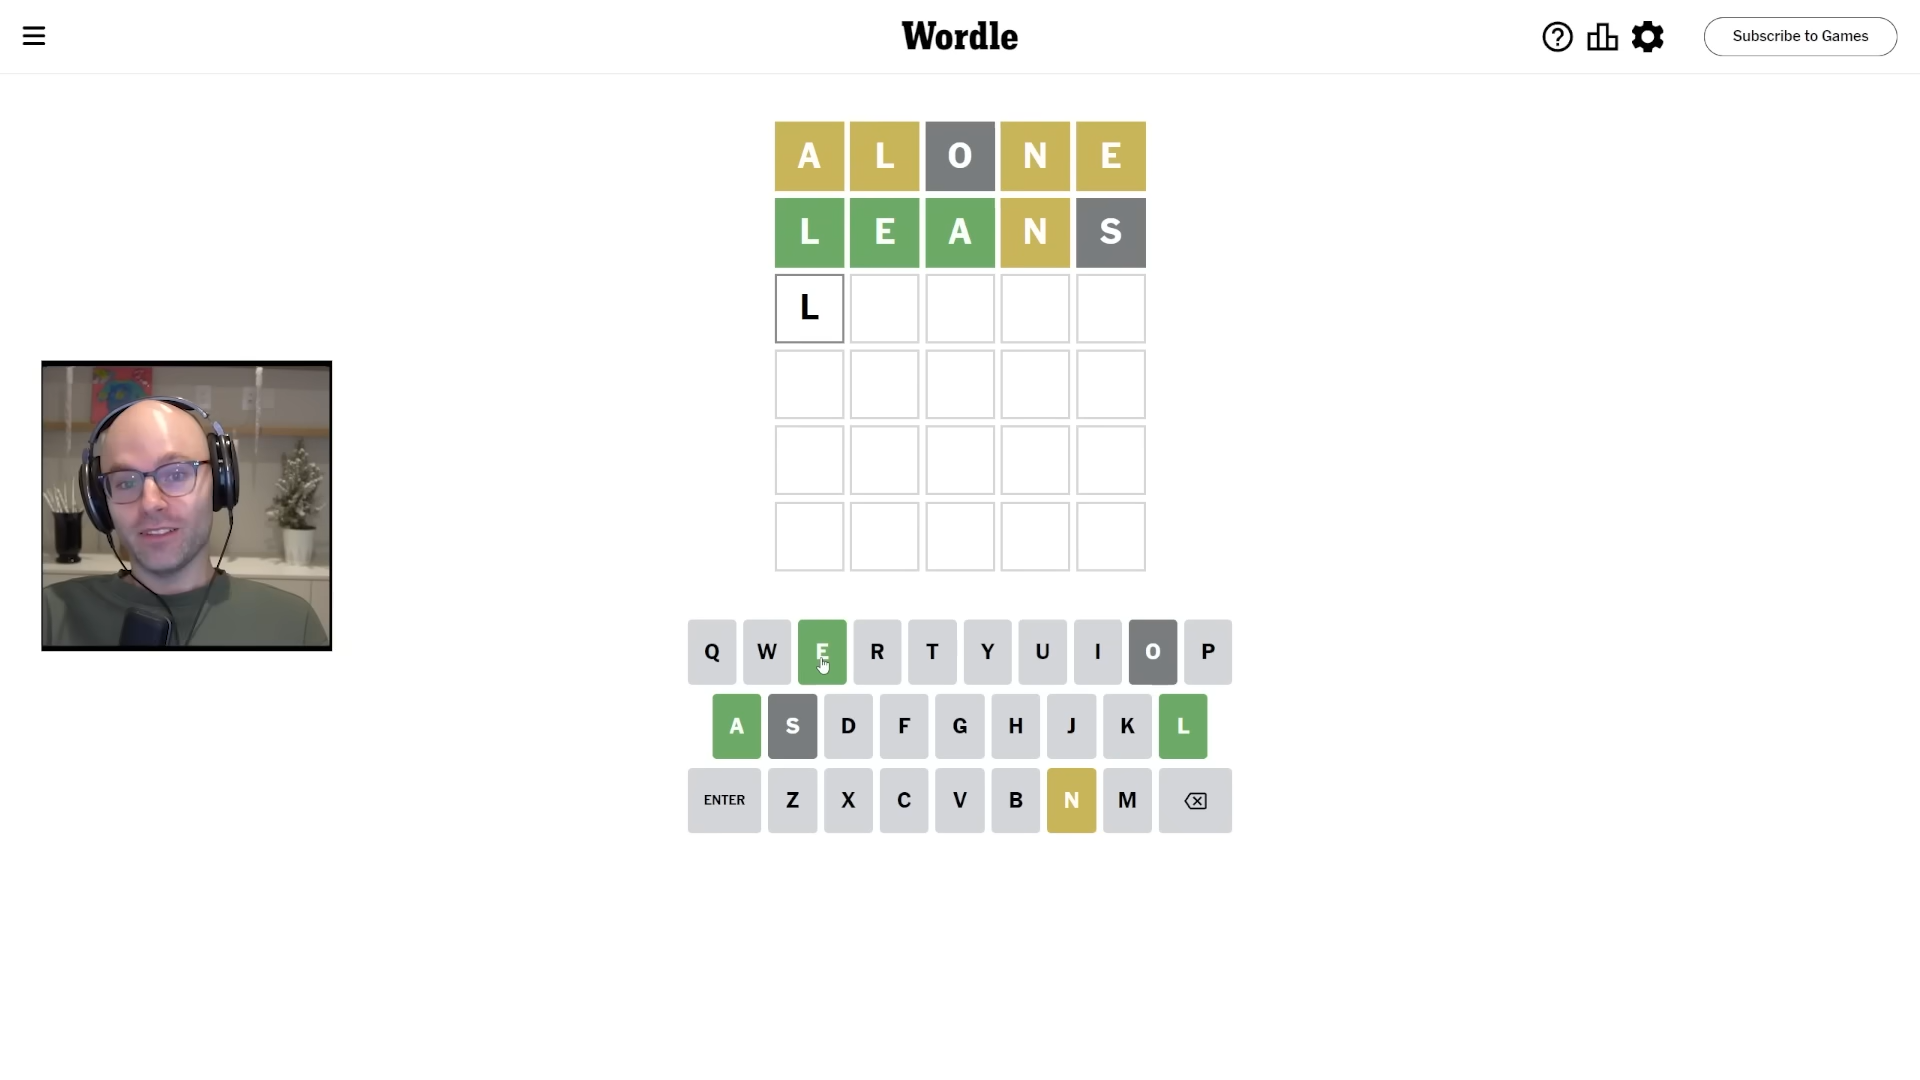 Wordle
Subscribe to Games
A L O N E
L E A N S
L
Q W E R T Y U I O P
A S D F G H J K L
ENTER Z X C V B N M